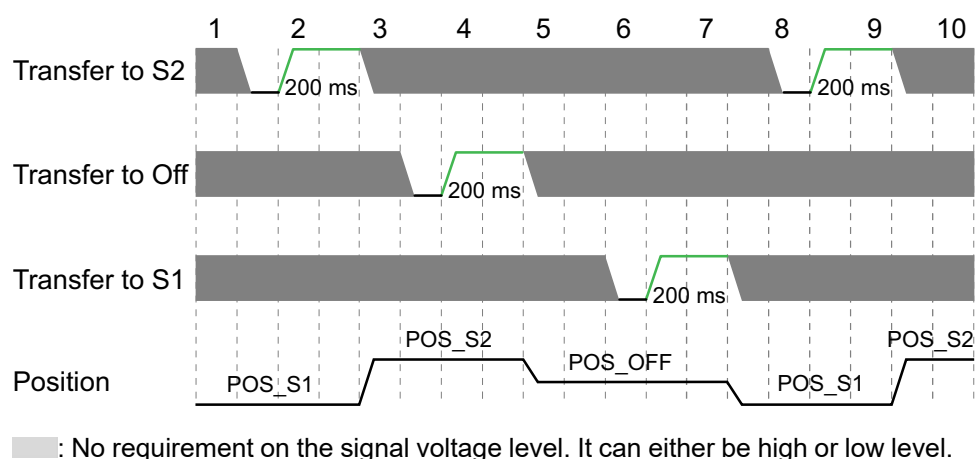 1 2 3 4 5 6 7 8 9 10
Transfer to S2
200 ms 200 ms
Transfer to Off
200 ms
Transfer to S1
200 ms
POS_S2 POS_S2
POS_OFF
Position POS_S1 POS_S1
: No requirement on the signal voltage level. It can either be high or low level.